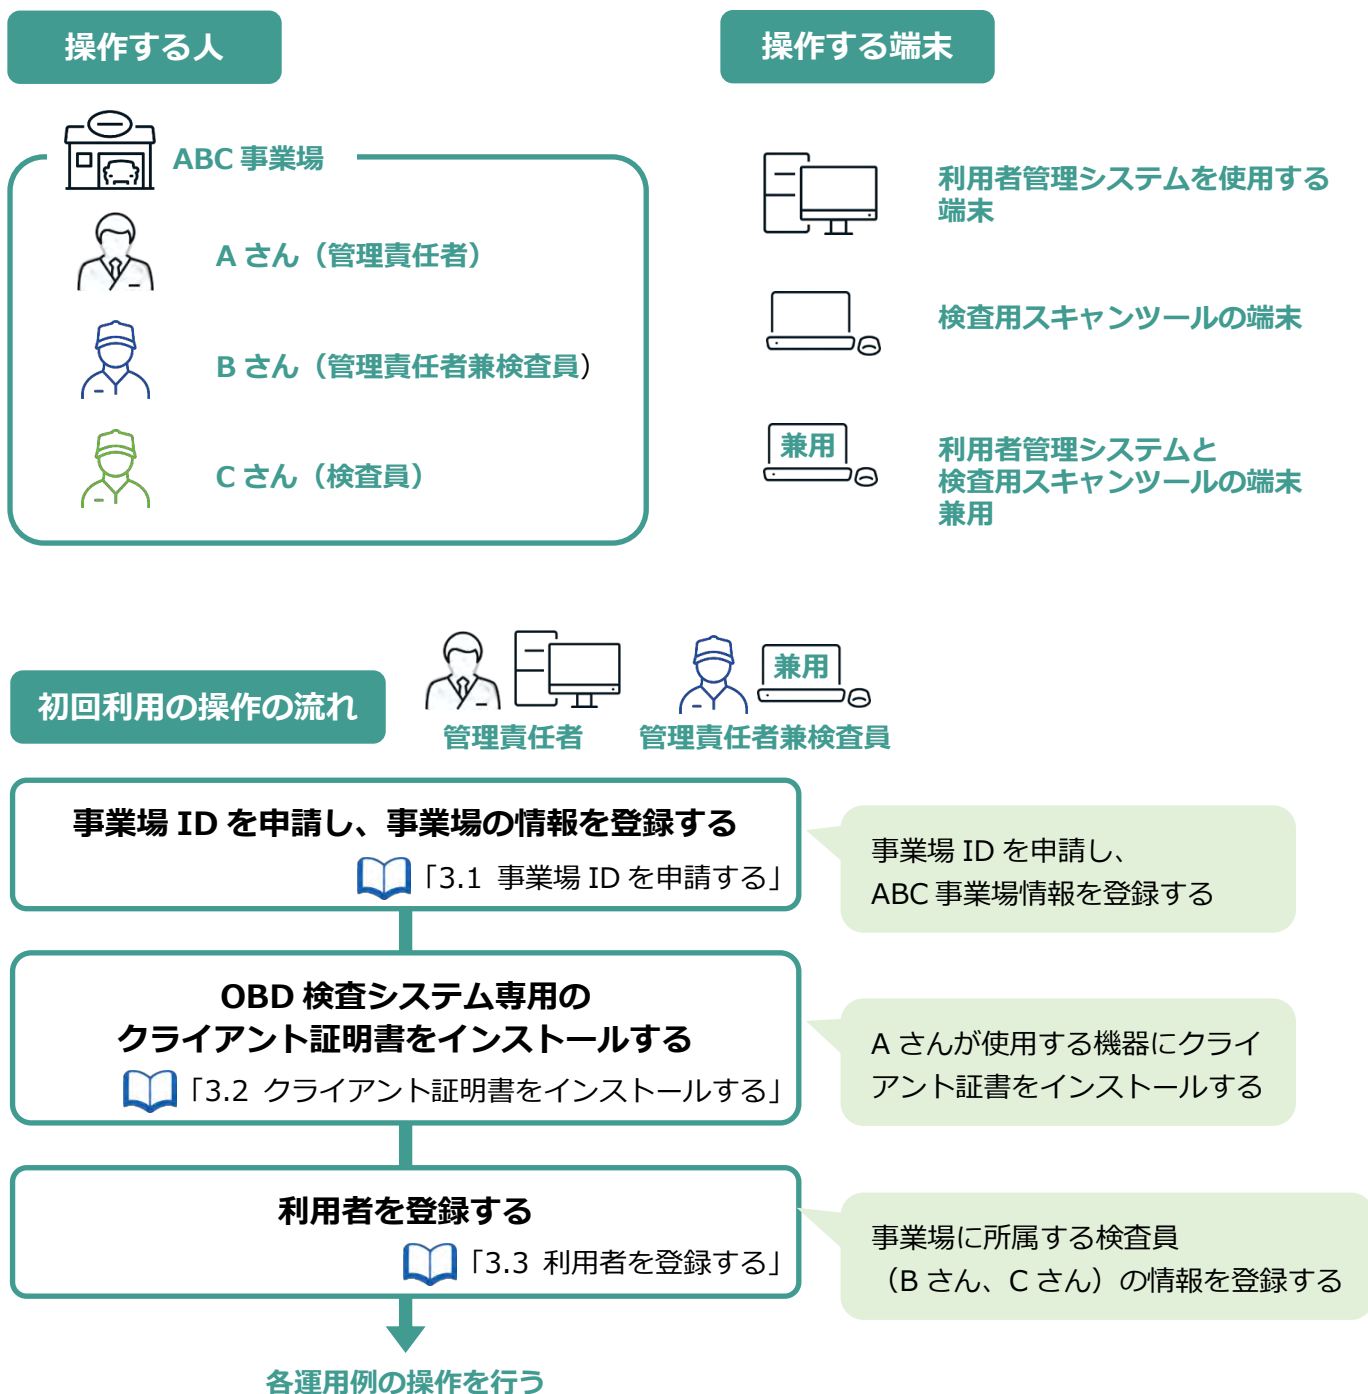 操作する人
操作する端末
ABC 事業場
A さん（管理責任者）
B さん（管理責任者兼検査員）
C さん（検査員）
利用者管理システムを使用する
端末
検査用スキャンツールの端末
兼用
利用者管理システムと
検査用スキャンツールの端末
兼用
初回利用の操作の流れ
管理責任者
兼用
管理責任者兼検査員
事業場 ID を申請し、事業場の情報を登録する
「3.1 事業場 ID を申請する」
事業場 ID を申請し、
ABC 事業場情報を登録する
OBD 検査システム専用の
クライアント証明書をインストールする
「3.2 クライアント証明書をインストールする」
A さんが使用する機器にクライ
アント証書をインストールする
利用者を登録する
「3.3 利用者を登録する」
事業場に所属する検査員
（B さん、C さん）の情報を登録する
各運用例の操作を行う